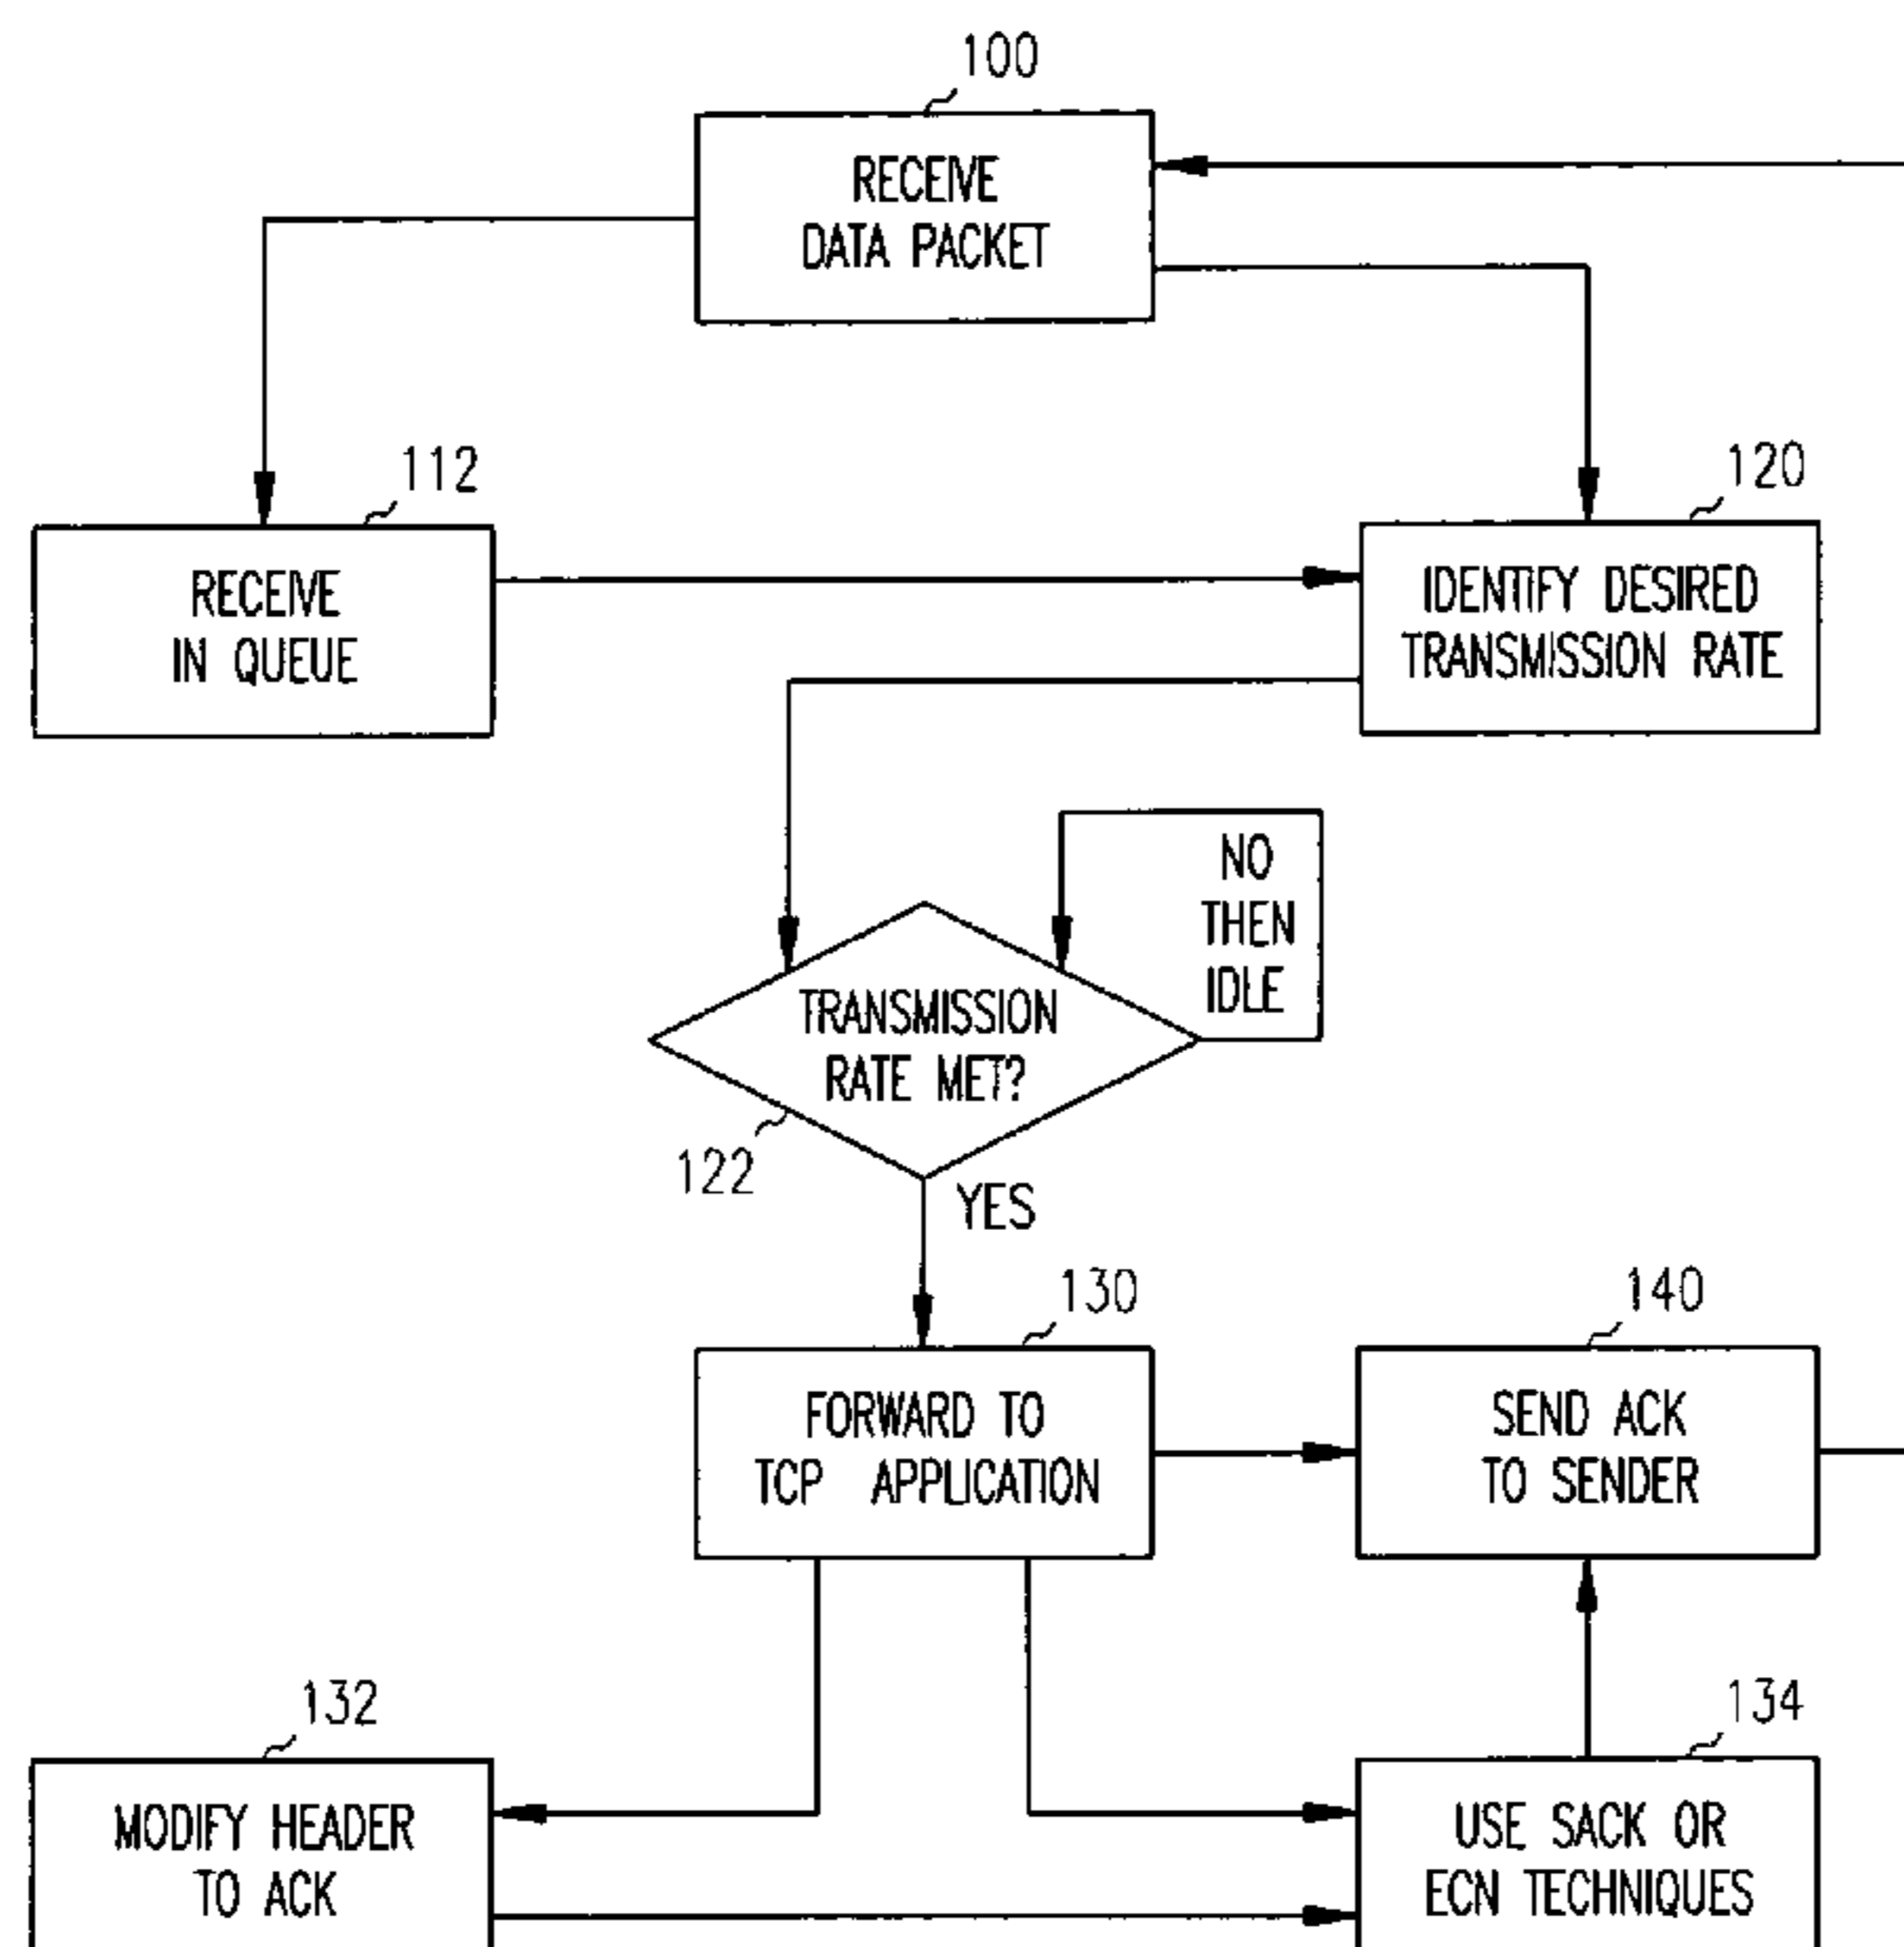 100
RECEIVE
DATA PACKET
112
RECEIVE
IN QUEUE
120
IDENTIFY DESIRED
TRANSMISSION RATE
NO
THEN
IDLE
TRANSMISSION
RATE MET?
122
YES
130
FORWARD TO
TCP APPLICATION
140
SEND ACK
TO SENDER
132
MODIFY HEADER
TO ACK
134
USE SACK OR
ECN TECHNIQUES